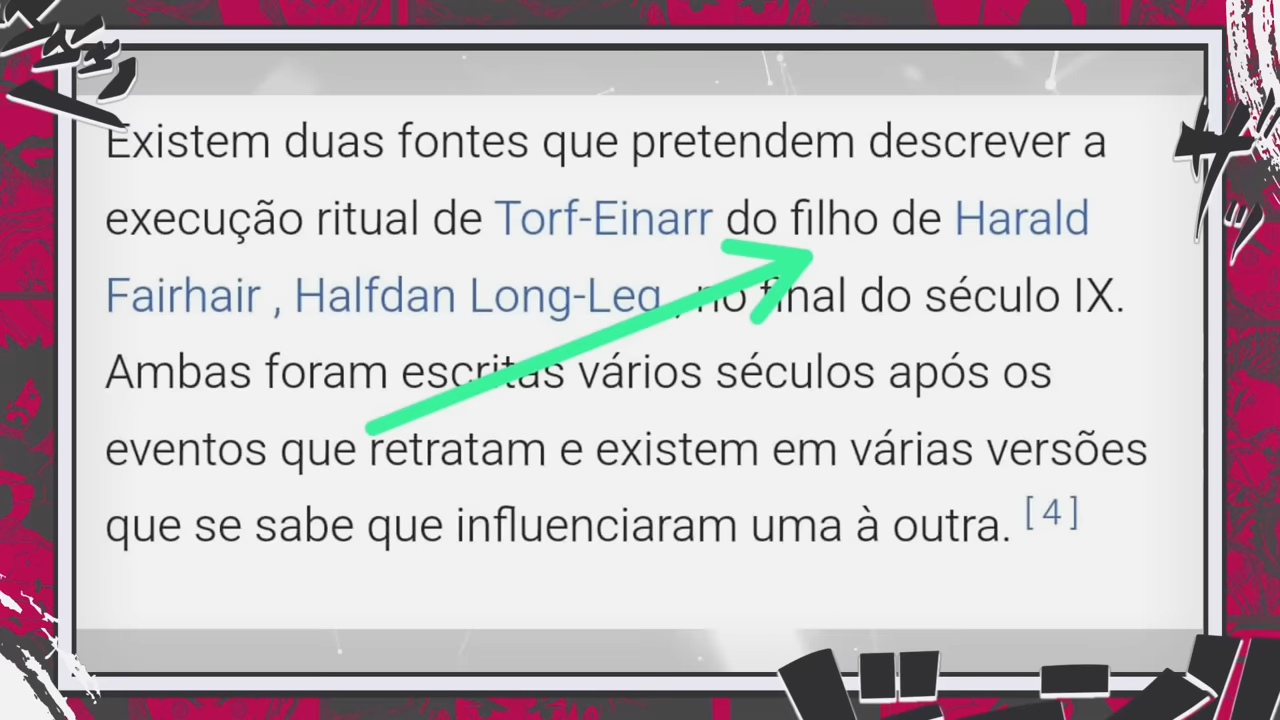 Existem duas fontes que pretendem descrever a
execução ritual de Torf-Einarr do filho de Harald
Fairhair , Halfdan Long-Leg , no final do século IX.
Ambas foram escritas vários séculos após os
eventos que retratam e existem em várias versões
que se sabe que influenciaram uma à outra. [ 4 ]